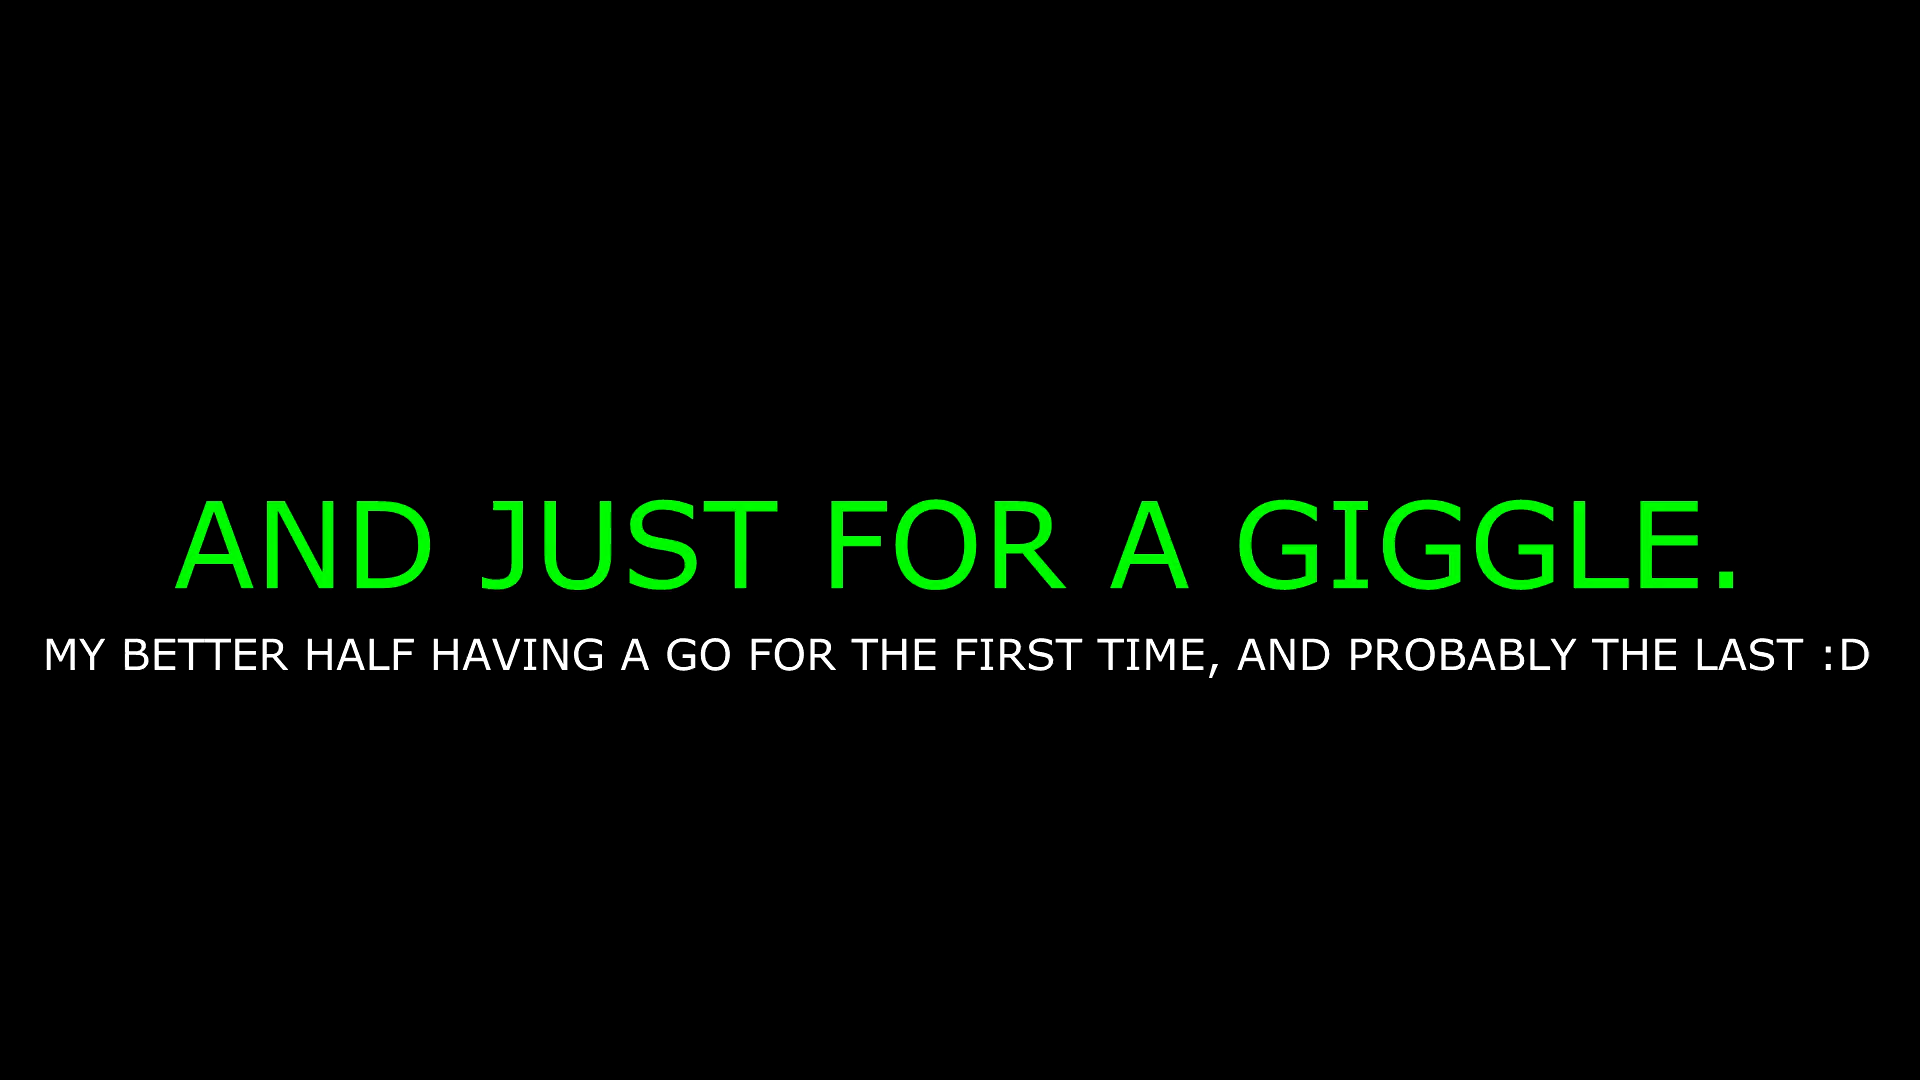 AND JUST FOR A GIGGLE.
MY BETTER HALF HAVING A GO FOR THE FIRST TIME, AND PROBABLY THE LAST :D